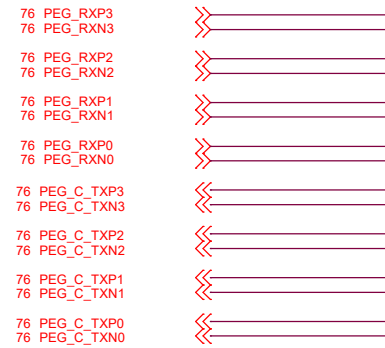 76 PEG_RXP3
76 PEG_RXN3
76 PEG_RXP2
76 PEG_RXN2
76 PEG_RXP1
76 PEG_RXN1
76 PEG_RXP0
76 PEG_RXN0
76 PEG_C_TXP3
76 PEG_C_TXN3
76 PEG_C_TXP2
76 PEG_C_TXN2
76 PEG_C_TXP1
76 PEG_C_TXN1
76 PEG_C_TXP0
76 PEG_C_TXN0